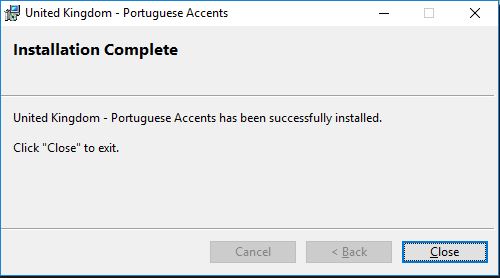 United Kingdom - Portuguese Accents
Installation Complete
United Kingdom - Portuguese Accents has been successfully installed.
Click "Close" to exit.
Cancel
< Back
Close